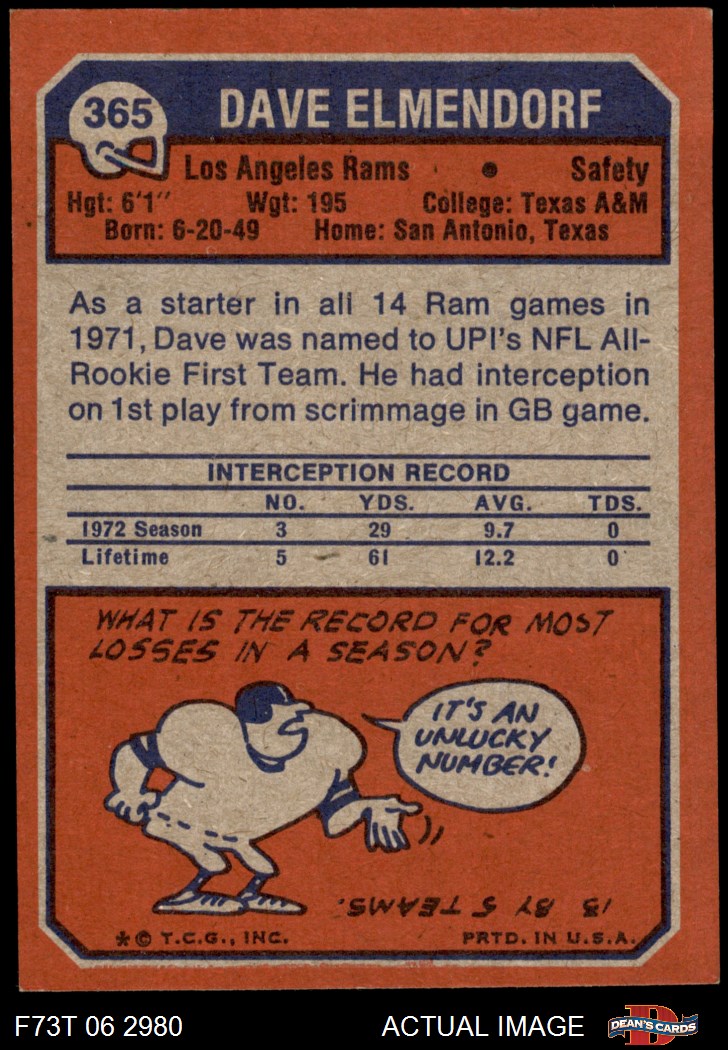 365
DAVE ELMENDORF
Los Angeles Rams • Safety
Hgt: 6'1" Wgt: 195 College: Texas A&M
Born: 6-20-49 Home: San Antonio, Texas
As a starter in all 14 Ram games in
1971, Dave was named to UPI's NFL All-
Rookie First Team. He had interception
on 1st play from scrimmage in GB game.
INTERCEPTION RECORD
NO. YDS. AVG. TDS.
1972 Season 3 29 9.7 0
Lifetime 5 61 12.2 0
WHAT IS THE RECORD FOR MOST
LOSSES IN A SEASON?
IT'S AN
UNLUCKY
NUMBER!
13 BY 5 TEAMS.
* © T.C.G., INC. PRTD. IN U.S.A.
F73T 06 2980 ACTUAL IMAGE
D
DEAN'S CARDS